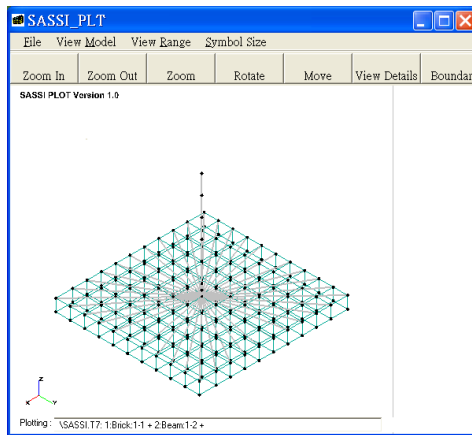 SASSI_PLT
File View Model View Range Symbol Size
Zoom In Zoom Out Zoom Rotate Move View Details Boundar
SASSI PLOT Version 1.0
Z
X Y
Plotting : \SASSI.T7: 1:Brick:1-1 + 2:Beam:1-2 +